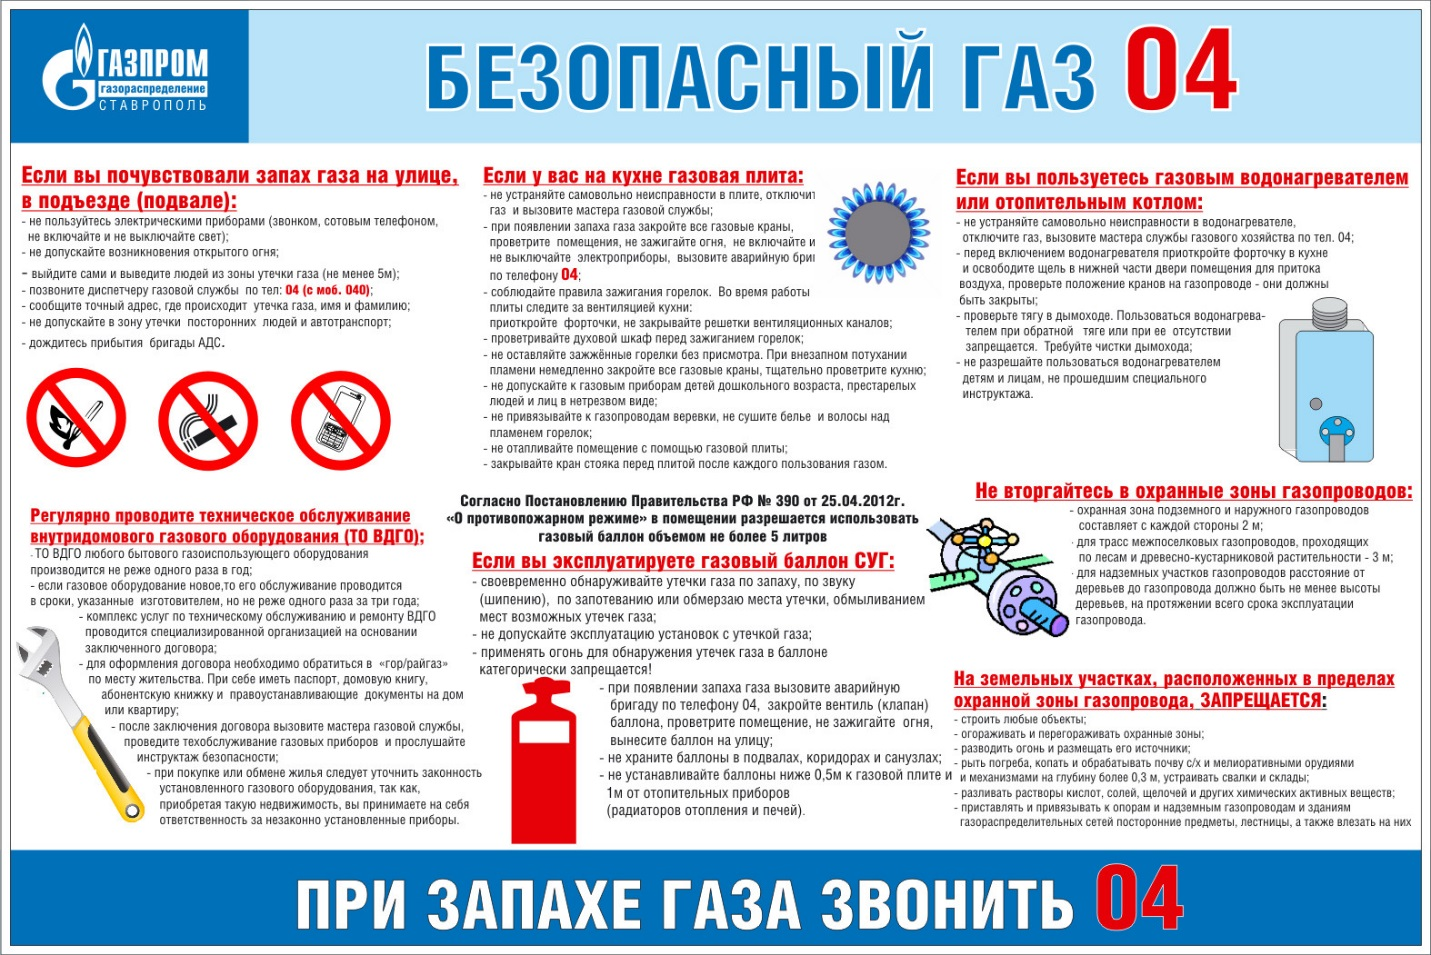 ГАЗПРОМ
газораспределение
СТАВРОПОЛЬ
БЕЗОПАСНЫЙ ГАЗ 04
Если вы почувствовали запах газа на улице,
в подъезде (подвале):
- не пользуйтесь электрическими приборами (звонком, сотовым телефоном,
не включайте и не выключайте свет);
- не допускайте возникновения открытого огня;
- выйдите сами и выведите людей из зоны утечки газа (не менее 5м);
- позвоните диспетчеру газовой службы по тел: 04 (с моб. 040);
- сообщите точный адрес, где происходит утечка газа, имя и фамилию;
- не допускайте в зону утечки посторонних людей и автотранспорт;
- дождитесь прибытия бригады АДС.
Регулярно проводите техническое обслуживание
внутридомового газового оборудования (ТО ВДГО);
- ТО ВДГО любого бытового газоиспользующего оборудования
производится не реже одного раза в год;
- если газовое оборудование новое,то его обслуживание проводится
в сроки, указанные изготовителем, но не реже одного раза за три года;
- комплекс услуг по техническому обслуживанию и ремонту ВДГО
проводится специализированной организацией на основании
заключенного договора;
- для оформления договора необходимо обратиться в «гор/райгаз»
по месту жительства. При себе иметь паспорт, домовую книгу,
абонентскую книжку и правоустанавливающие документы на дом
или квартиру;
- после заключения договора вызовите мастера газовой службы,
проведите техобслуживание газовых приборов и прослушайте
инструктаж безопасности;
- при покупке или обмене жилья следует уточнить законность
установленного газового оборудования, так как,
приобретая такую недвижимость, вы принимаете на себя
ответственность за незаконно установленные приборы.
Если у вас на кухне газовая плита:
- не устраняйте самовольно неисправности в плите, отключит
газ и вызовите мастера газовой службы;
- при появлении запаха газа закройте все газовые краны,
проветрите помещения, не зажигайте огня, не включайте и
не выключайте электроприборы, вызовите аварийную бриг
по телефону 04;
- соблюдайте правила зажигания горелок. Во время работы
плиты следите за вентиляцией кухни:
приоткройте форточки, не закрывайте решетки вентиляционных каналов;
- проветривайте духовой шкаф перед зажиганием горелок;
- не оставляйте зажжённые горелки без присмотра. При внезапном потухании
пламени немедленно закройте все газовые краны, тщательно проветрите кухню;
- не допускайте к газовым приборам детей дошкольного возраста, престарелых
людей и лиц в нетрезвом виде;
- не привязывайте к газопроводам веревки, не сушите белье и волосы над
пламенем горелок;
- не отапливайте помещение с помощью газовой плиты;
- закрывайте кран стояка перед плитой после каждого пользования газом.
Согласно Постановлению Правительства РФ № 390 от 25.04.2012г.
«О противопожарном режиме» в помещении разрешается использовать
газовый баллон объемом не более 5 литров
Если вы эксплуатируете газовый баллон СУГ:
- своевременно обнаруживайте утечки газа по запаху, по звуку
(шипению), по запотеванию или обмерзаю места утечки, обмыливанием
мест возможных утечек газа;
- не допускайте эксплуатацию установок с утечкой газа;
- применять огонь для обнаружения утечек газа в баллоне
категорически запрещается!
- при появлении запаха газа вызовите аварийную
бригаду по телефону 04, закройте вентиль (клапан)
баллона, проветрите помещение, не зажигайте огня,
вынесите баллон на улицу;
- не храните баллоны в подвалах, коридорах и санузлах;
- не устанавливайте баллоны ниже 0,5м к газовой плите и
1м от отопительных приборов
(радиаторов отопления и печей).
Если вы пользуетесь газовым водонагревателем
или отопительным котлом:
- не устраняйте самовольно неисправности в водонагревателе,
отключите газ, вызовите мастера службы газового хозяйства по тел. 04;
- перед включением водонагревателя приоткройте форточку в кухне
и освободите щель в нижней части двери помещения для притока
воздуха, проверьте положение кранов на газопроводе - они должны
быть закрыты;
- проверьте тягу в дымоходе. Пользоваться водонагрева-
телем при обратной тяге или при ее отсутствии
запрещается. Требуйте чистки дымохода;
- не разрешайте пользоваться водонагревателем
детям и лицам, не прошедшим специального
инструктажа.
Не вторгайтесь в охранные зоны газопроводов:
- охранная зона подземного и наружного газопроводов
составляет с каждой стороны 2 м;
- для трасс межпоселковых газопроводов, проходящих
по лесам и древесно-кустарниковой растительности - 3 м;
- для надземных участков газопроводов расстояние от
деревьев до газопровода должно быть не менее высоты
деревьев, на протяжении всего срока эксплуатации
газопровода.
На земельных участках, расположенных в пределах
охранной зоны газопровода, ЗАПРЕЩАЕТСЯ:
- строить любые объекты;
- огораживать и перегораживать охранные зоны;
- разводить огонь и размещать его источники;
- рыть погреба, копать и обрабатывать почву с/х и мелиоративными орудиями
и механизмами на глубину более 0,3 м, устраивать свалки и склады;
- разливать растворы кислот, солей, щелочей и других химических активных веществ;
- приставлять и привязывать к опорам и надземным газопроводам и зданиям
газораспределительных сетей посторонние предметы, лестницы, а также влезать на них
ПРИ ЗАПАХЕ ГАЗА ЗВОНИТЬ 04